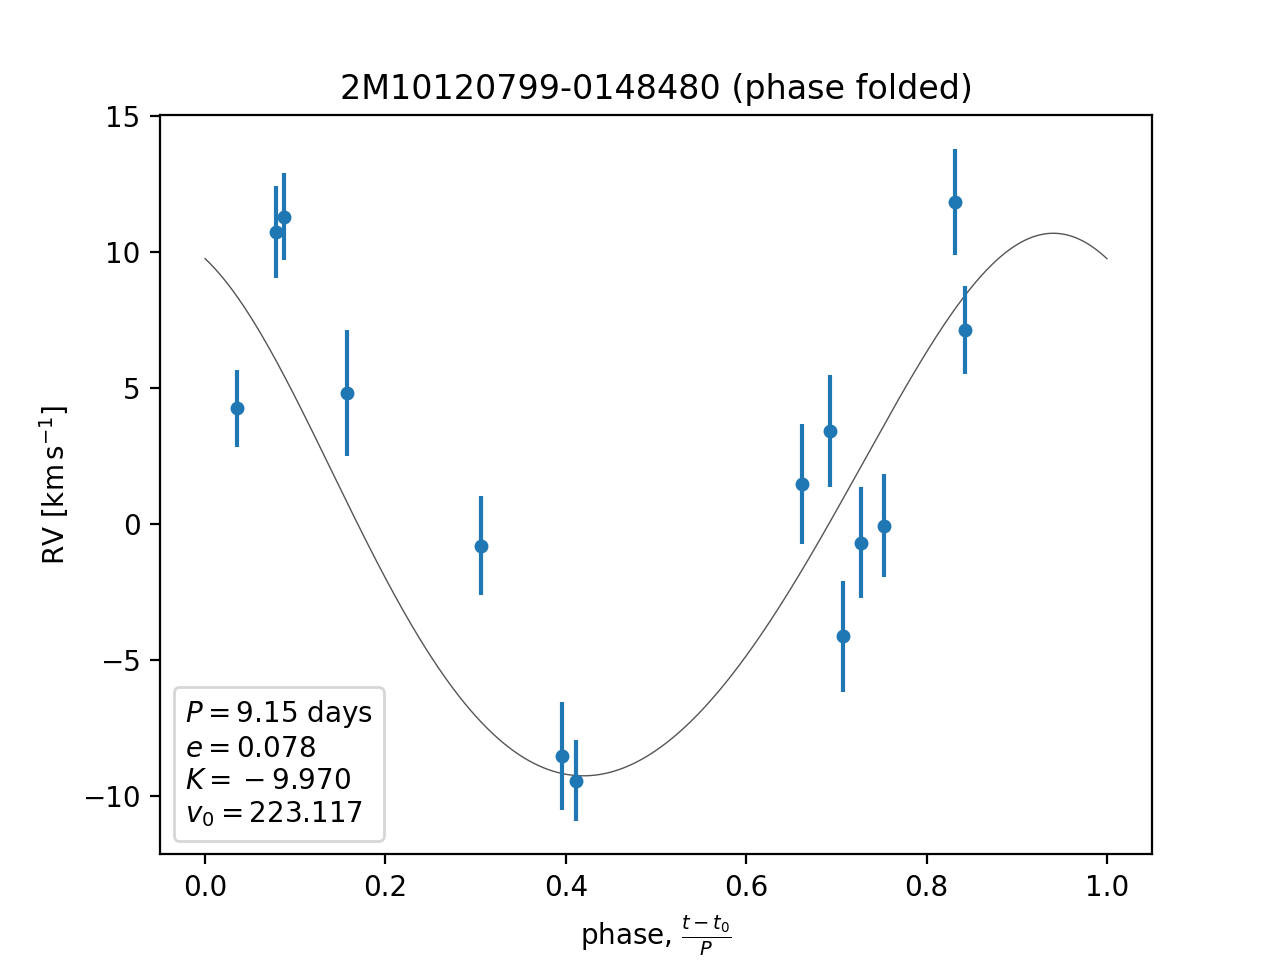 2M10120799-0148480 (phase folded)
15
10
5
0
−5
−10
RV [km s⁻¹]
P = 9.15 days
e = 0.078
K = −9.970
v₀ = 223.117
0.0 0.2 0.4 0.6 0.8 1.0
phase, (t − t₀)/P